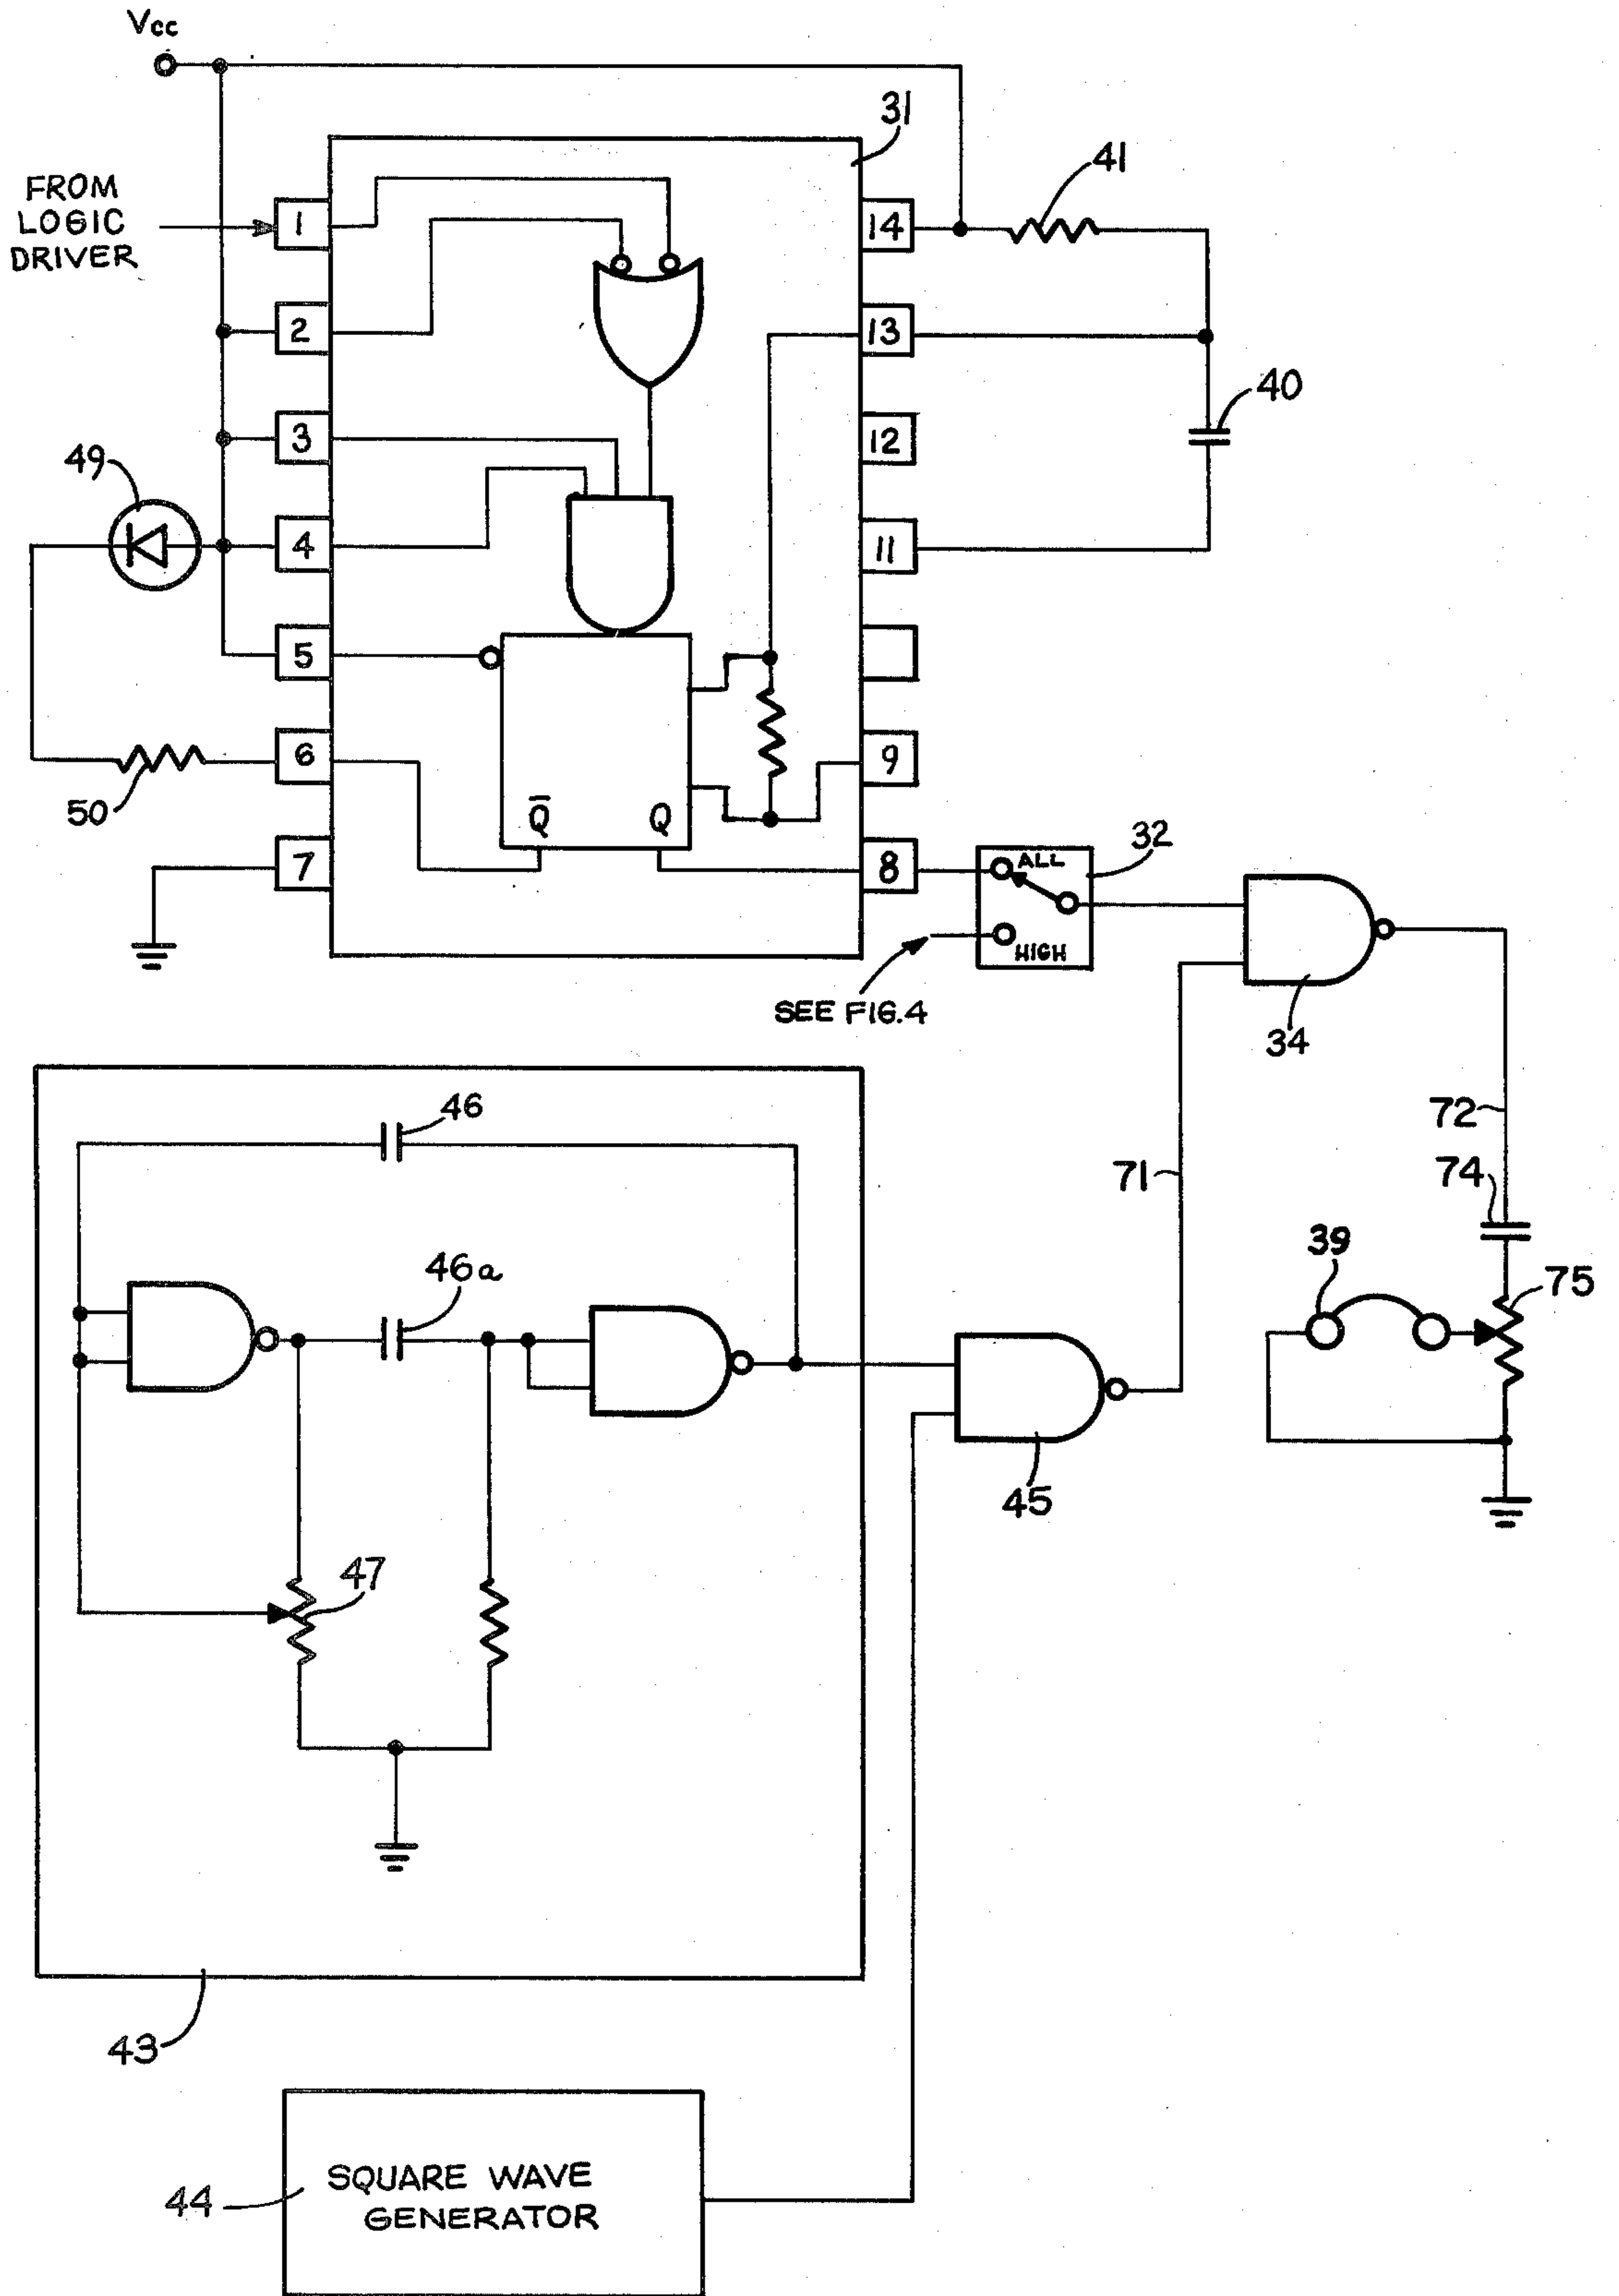 Vcc
31
41
FROM
LOGIC
DRIVER
1
14
2
13
40
3
12
49
4
11
5
6
9
50
Q̅
Q
32
7
8
ALL
HIGH
SEE FIG.4
34
46
72
71
74
46a
39
75
45
47
43
SQUARE WAVE
44
GENERATOR